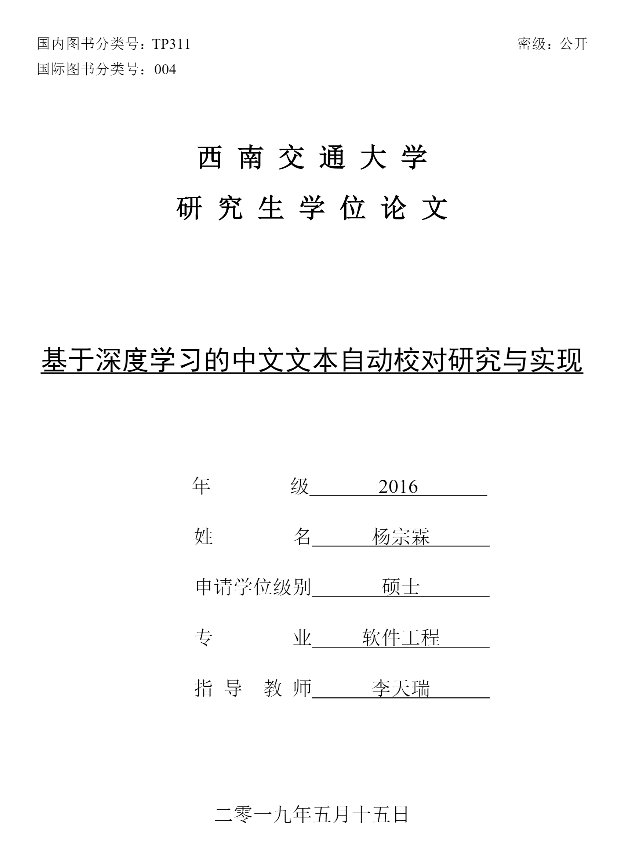 国内图书分类号：TP311 密级：公开
国际图书分类号：004
西南交通大学
研究生学位论文
基于深度学习的中文文本自动校对研究与实现
年级 2016
姓名 杨宗霖
申请学位级别 硕士
专业 软件工程
指导教师 李天瑞
二零一九年五月十五日